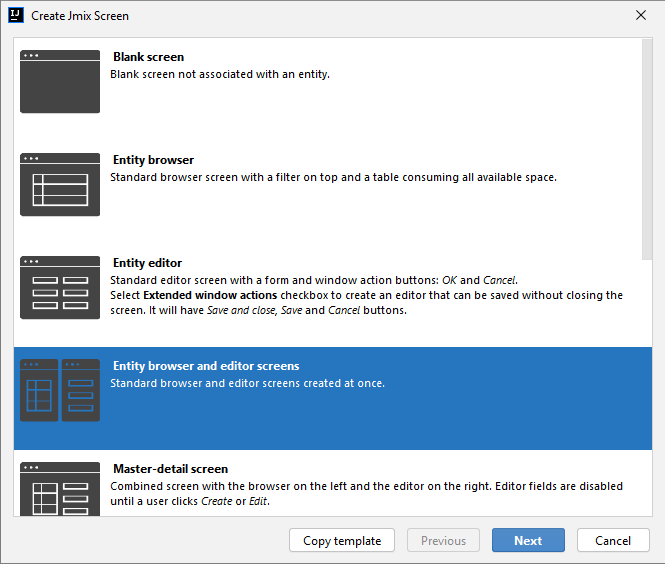 IJ
Create Jmix Screen
Blank screen
Blank screen not associated with an entity.
Entity browser
Standard browser screen with a filter on top and a table consuming all available space.
Entity editor
Standard editor screen with a form and window action buttons: OK and Cancel.
Select Extended window actions checkbox to create an editor that can be saved without closing the
screen. It will have Save and close, Save and Cancel buttons.
Entity browser and editor screens
Standard browser and editor screens created at once.
Master-detail screen
Combined screen with the browser on the left and the editor on the right. Editor fields are disabled
until a user clicks Create or Edit.
Copy template Previous Next Cancel